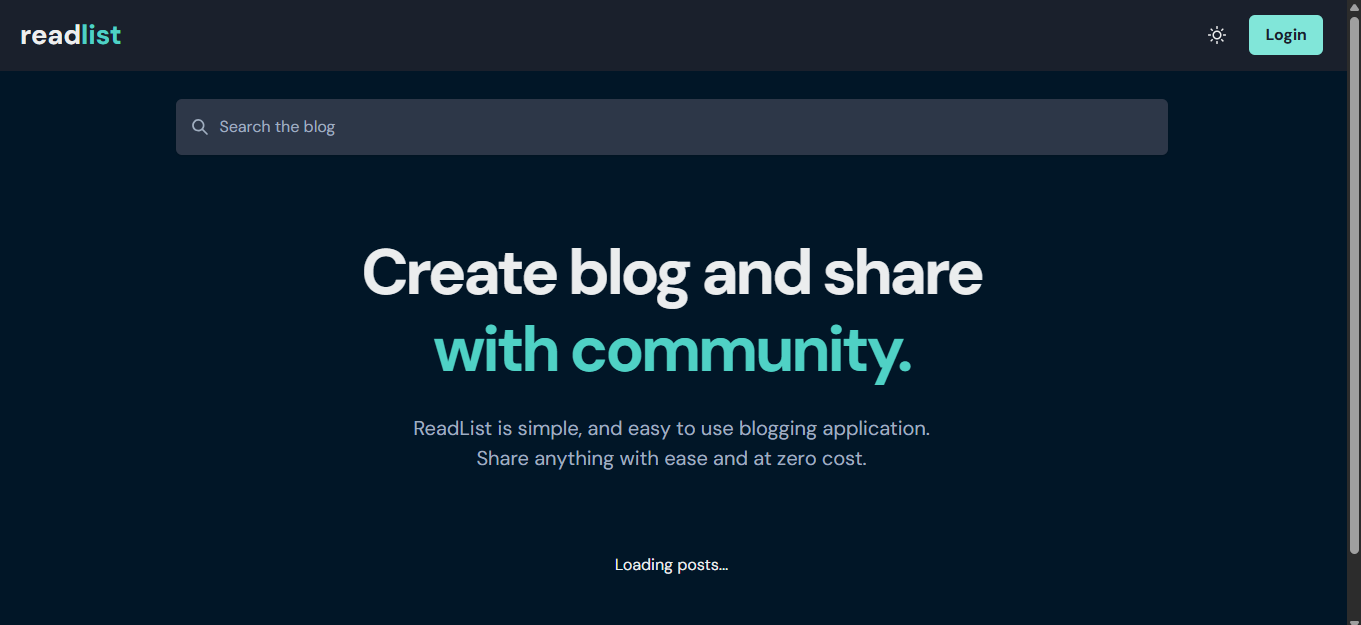 readlist
Login
Search the blog
Create blog and share
with community.
ReadList is simple, and easy to use blogging application.
Share anything with ease and at zero cost.
Loading posts...